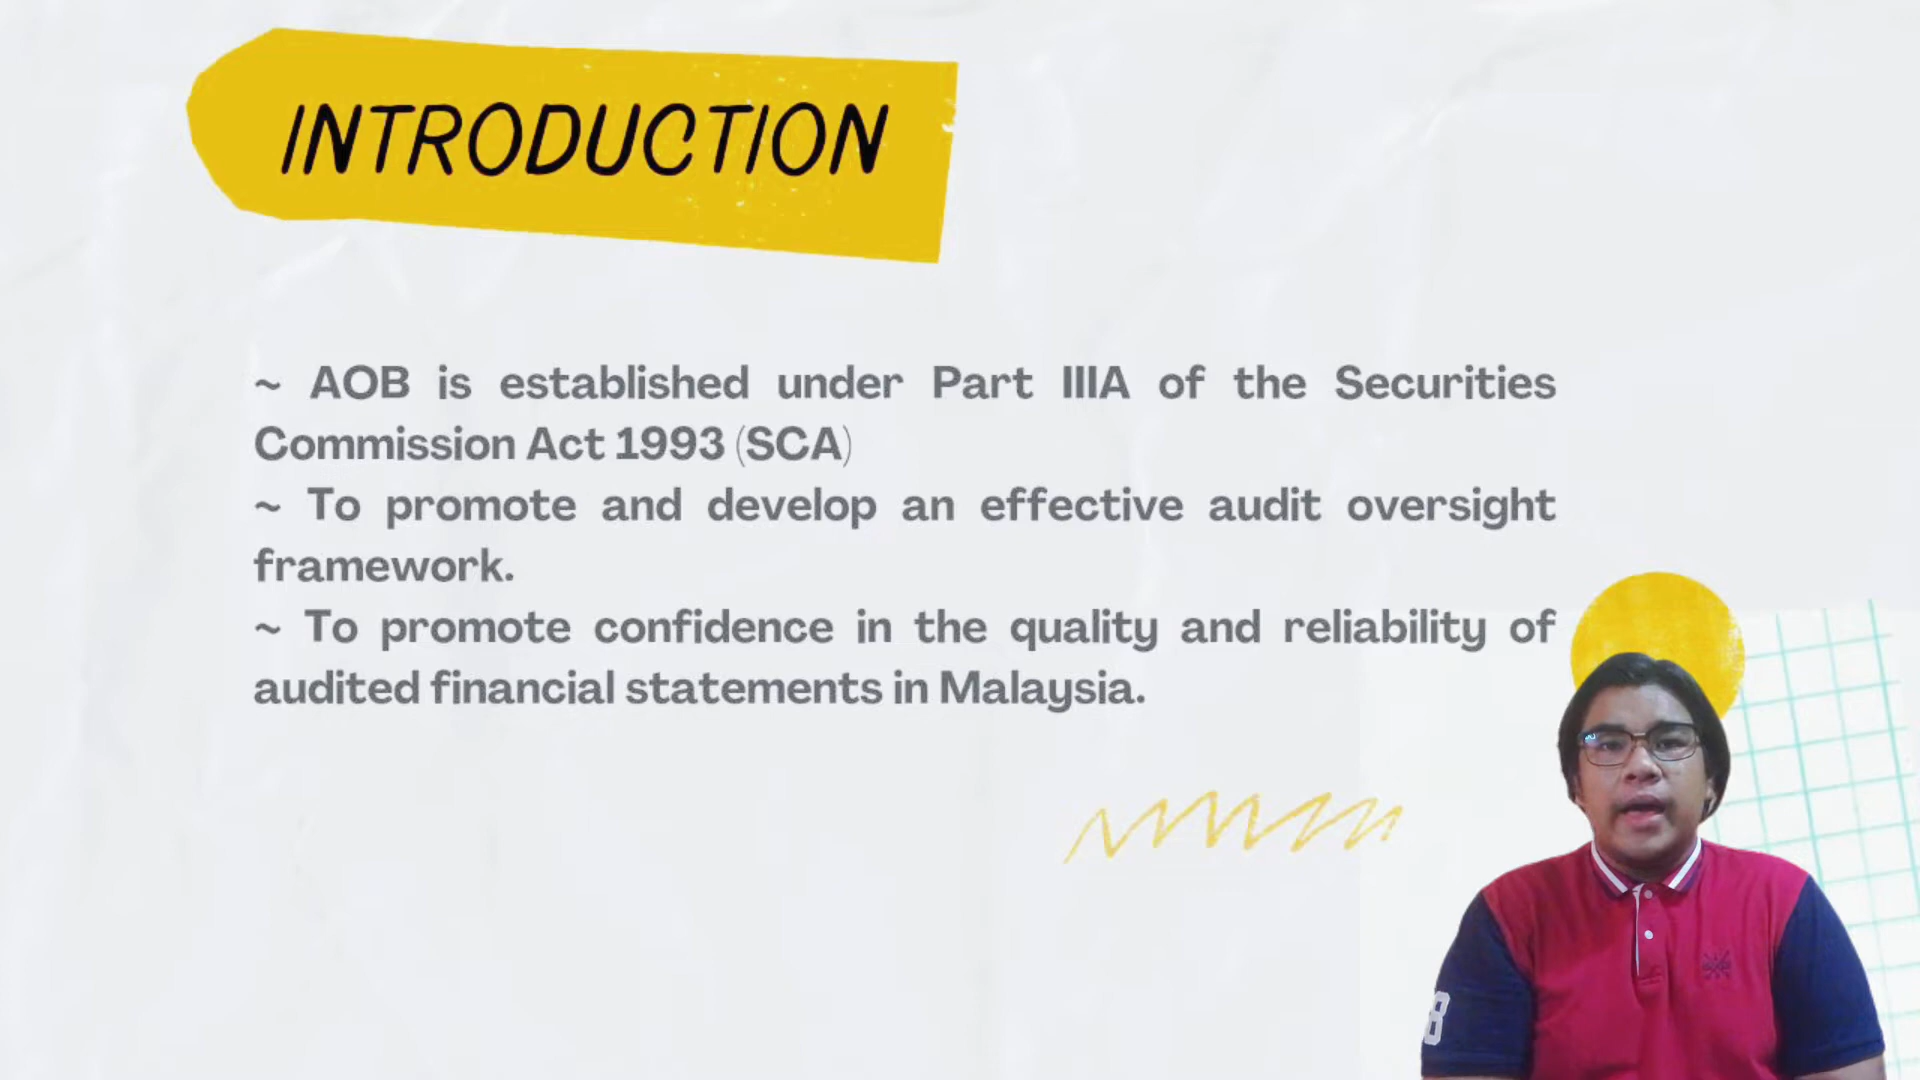 INTRODUCTION
~ AOB is established under Part IIIA of the Securities
Commission Act 1993 (SCA)
~ To promote and develop an effective audit oversight
framework.
~ To promote confidence in the quality and reliability of
audited financial statements in Malaysia.
8